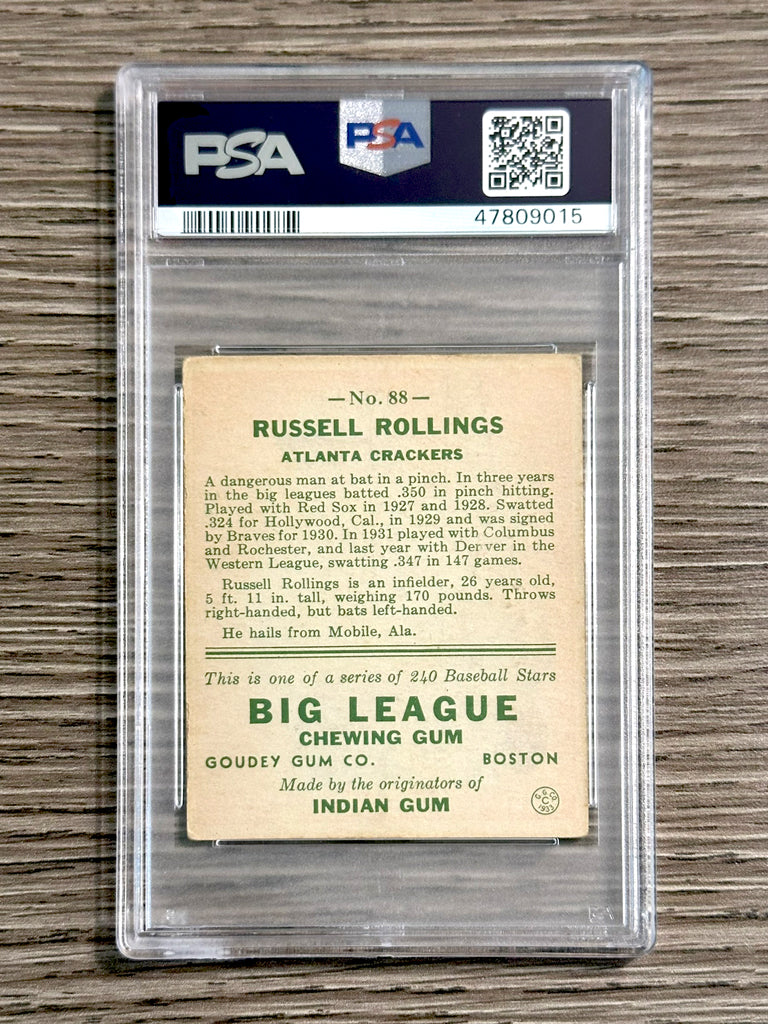 PSA
PSA
47809015
—No. 88—
RUSSELL ROLLINGS
ATLANTA CRACKERS
A dangerous man at bat in a pinch. In three years
in the big leagues batted .350 in pinch hitting.
Played with Red Sox in 1927 and 1928. Swatted
.324 for Hollywood, Cal., in 1929 and was signed
by Braves for 1930. In 1931 played with Columbus
and Rochester, and last year with Denver in the
Western League, swatting .347 in 147 games.
Russell Rollings is an infielder, 26 years old,
5 ft. 11 in. tall, weighing 170 pounds. Throws
right-handed, but bats left-handed.
He hails from Mobile, Ala.
This is one of a series of 240 Baseball Stars
BIG LEAGUE
CHEWING GUM
GOUDEY GUM CO. BOSTON
Made by the originators of
INDIAN GUM
G. G. CO.
C
1933